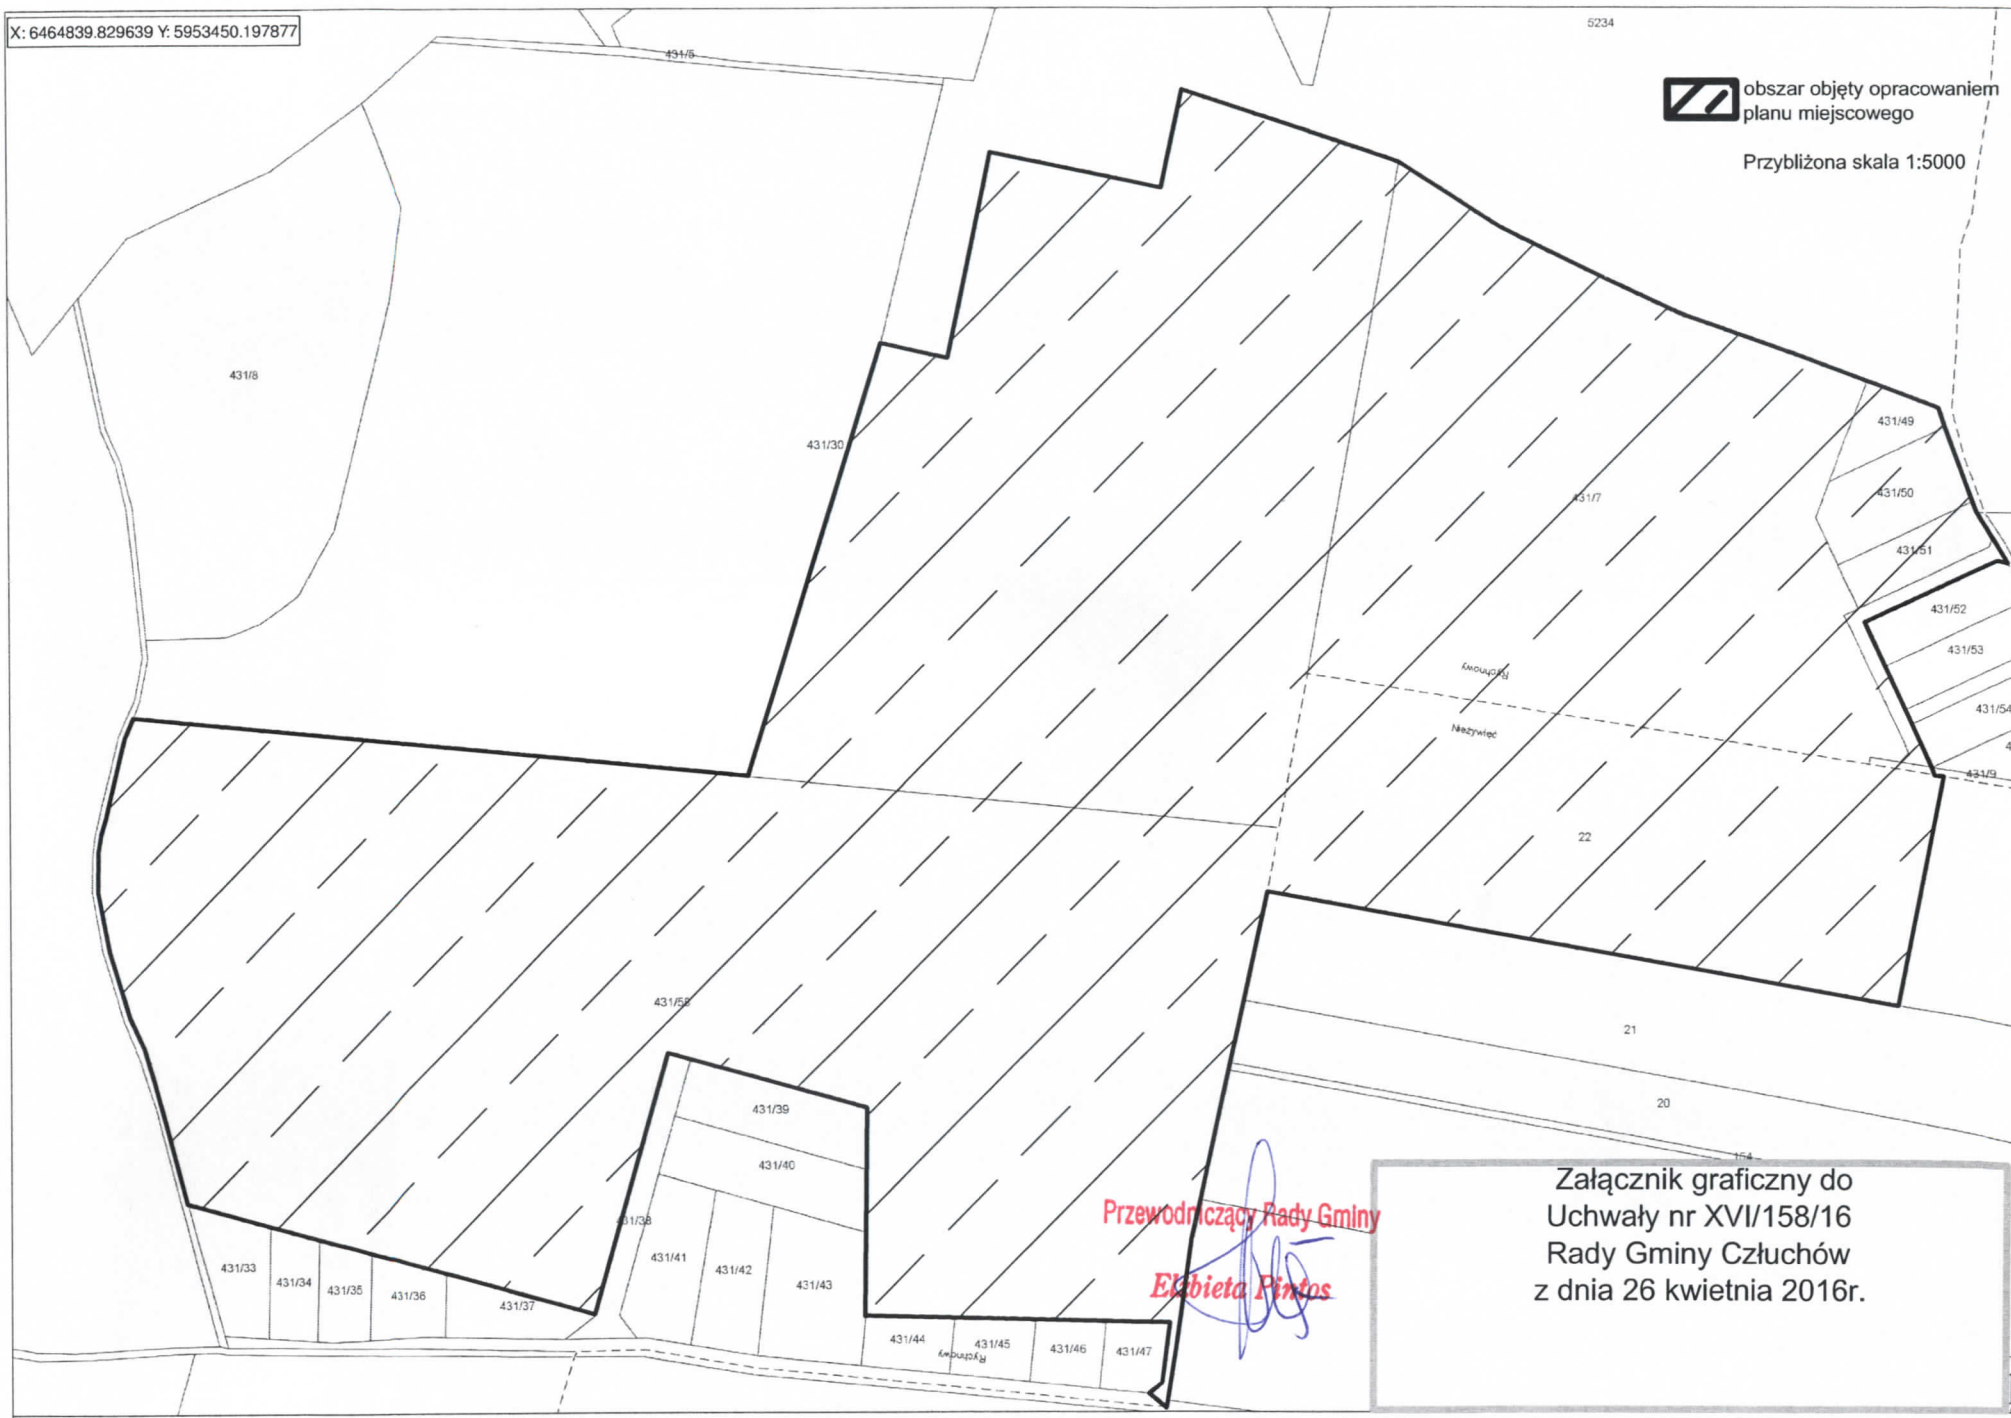 X: 6464839.829639 Y: 5953450.197877
5234
431/5
obszar objęty opracowaniem
planu miejscowego
Przybliżona skala 1:5000
431/8
431/30
431/49
431/7
431/50
431/51
431/52
431/53
Rychnowy
431/54
Nieżywięć
431/9
22
431/58
21
20
431/39
154
431/40
Załącznik graficzny do
Uchwały nr XVI/158/16
Rady Gminy Człuchów
z dnia 26 kwietnia 2016r.
Przewodniczący Rady Gminy
Elżbieta Pintos
431/38
431/41
431/42
431/43
431/33
431/34
431/35
431/36
431/37
431/44
431/45
431/46
431/47
Rychnowy